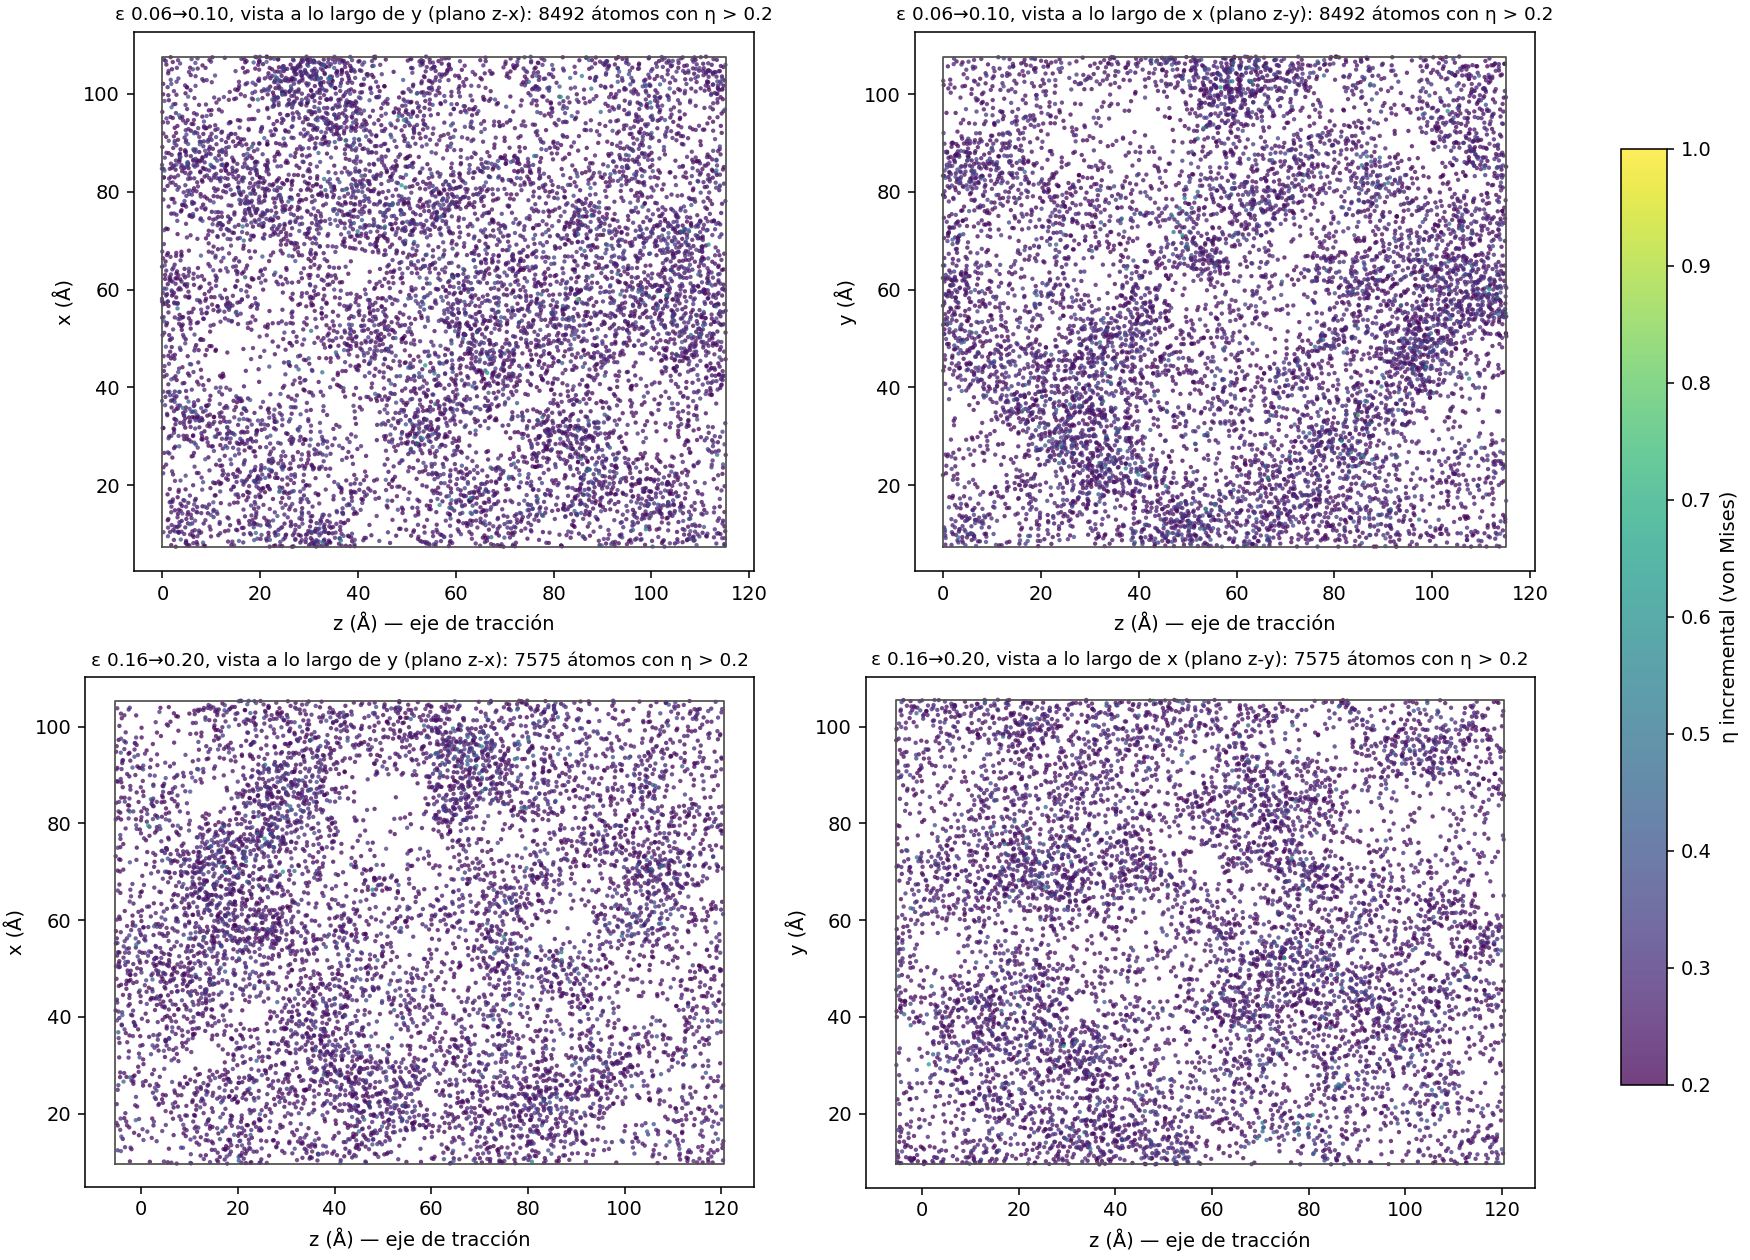 ε 0.06→0.10, vista a lo largo de y (plano z-x): 8492 átomos con η > 0.2
100
80
60
40
20
x (Å)
0 20 40 60 80 100 120
z (Å) — eje de tracción
ε 0.06→0.10, vista a lo largo de x (plano z-y): 8492 átomos con η > 0.2
100
80
60
40
20
y (Å)
0 20 40 60 80 100 120
z (Å) — eje de tracción
ε 0.16→0.20, vista a lo largo de y (plano z-x): 7575 átomos con η > 0.2
100
80
60
40
20
x (Å)
0 20 40 60 80 100 120
z (Å) — eje de tracción
ε 0.16→0.20, vista a lo largo de x (plano z-y): 7575 átomos con η > 0.2
100
80
60
40
20
y (Å)
0 20 40 60 80 100 120
z (Å) — eje de tracción
1.0
0.9
0.8
0.7
0.6
0.5
0.4
0.3
0.2
η incremental (von Mises)